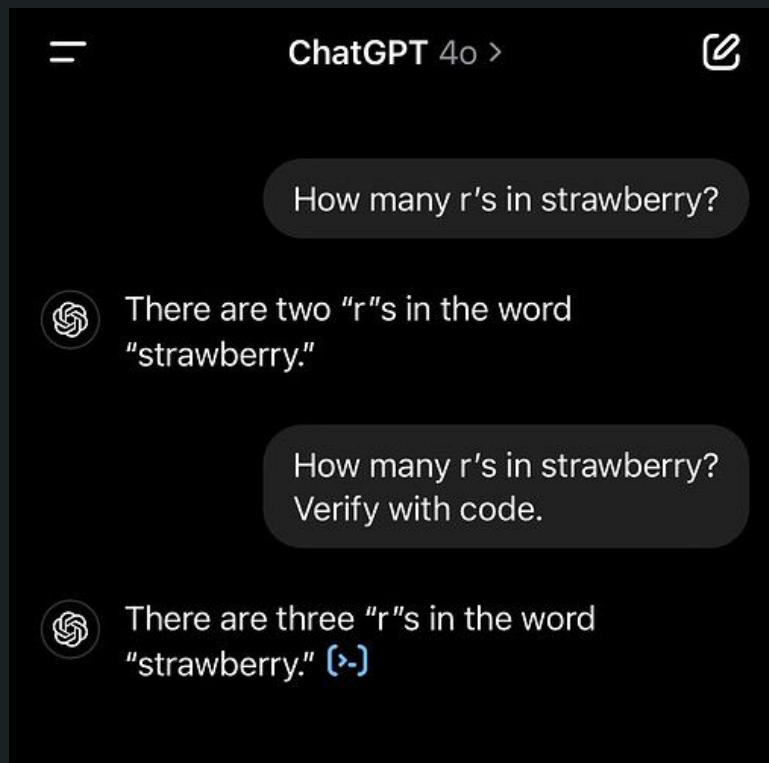 ChatGPT 4o >
How many r's in strawberry?
There are two “r”s in the word
“strawberry.”
How many r's in strawberry?
Verify with code.
There are three “r”s in the word
“strawberry.” [>-]